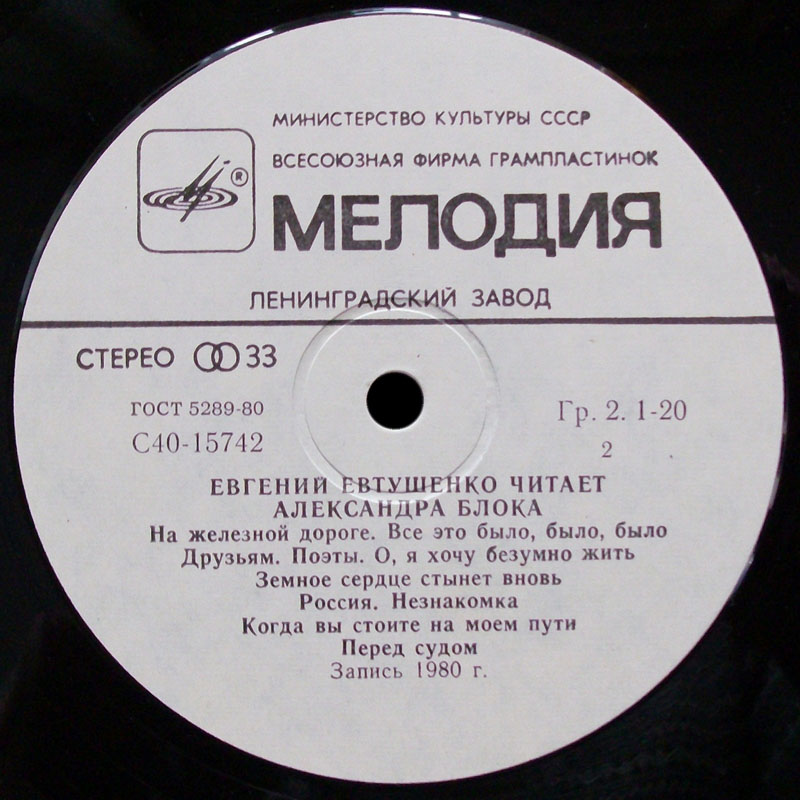 МИНИСТЕРСТВО КУЛЬТУРЫ СССР
ВСЕСОЮЗНАЯ ФИРМА ГРАМПЛАСТИНОК
®
МЕЛОДИЯ
ЛЕНИНГРАДСКИЙ ЗАВОД
СТЕРЕО 33
ГОСТ 5289-80
С40-15742
Гр. 2. 1-20
2
ЕВГЕНИЙ ЕВТУШЕНКО ЧИТАЕТ
АЛЕКСАНДРА БЛОКА
На железной дороге. Все это было, было, было
Друзьям. Поэты. О, я хочу безумно жить
Земное сердце стынет вновь
Россия. Незнакомка
Когда вы стоите на моем пути
Перед судом
Запись 1980 г.